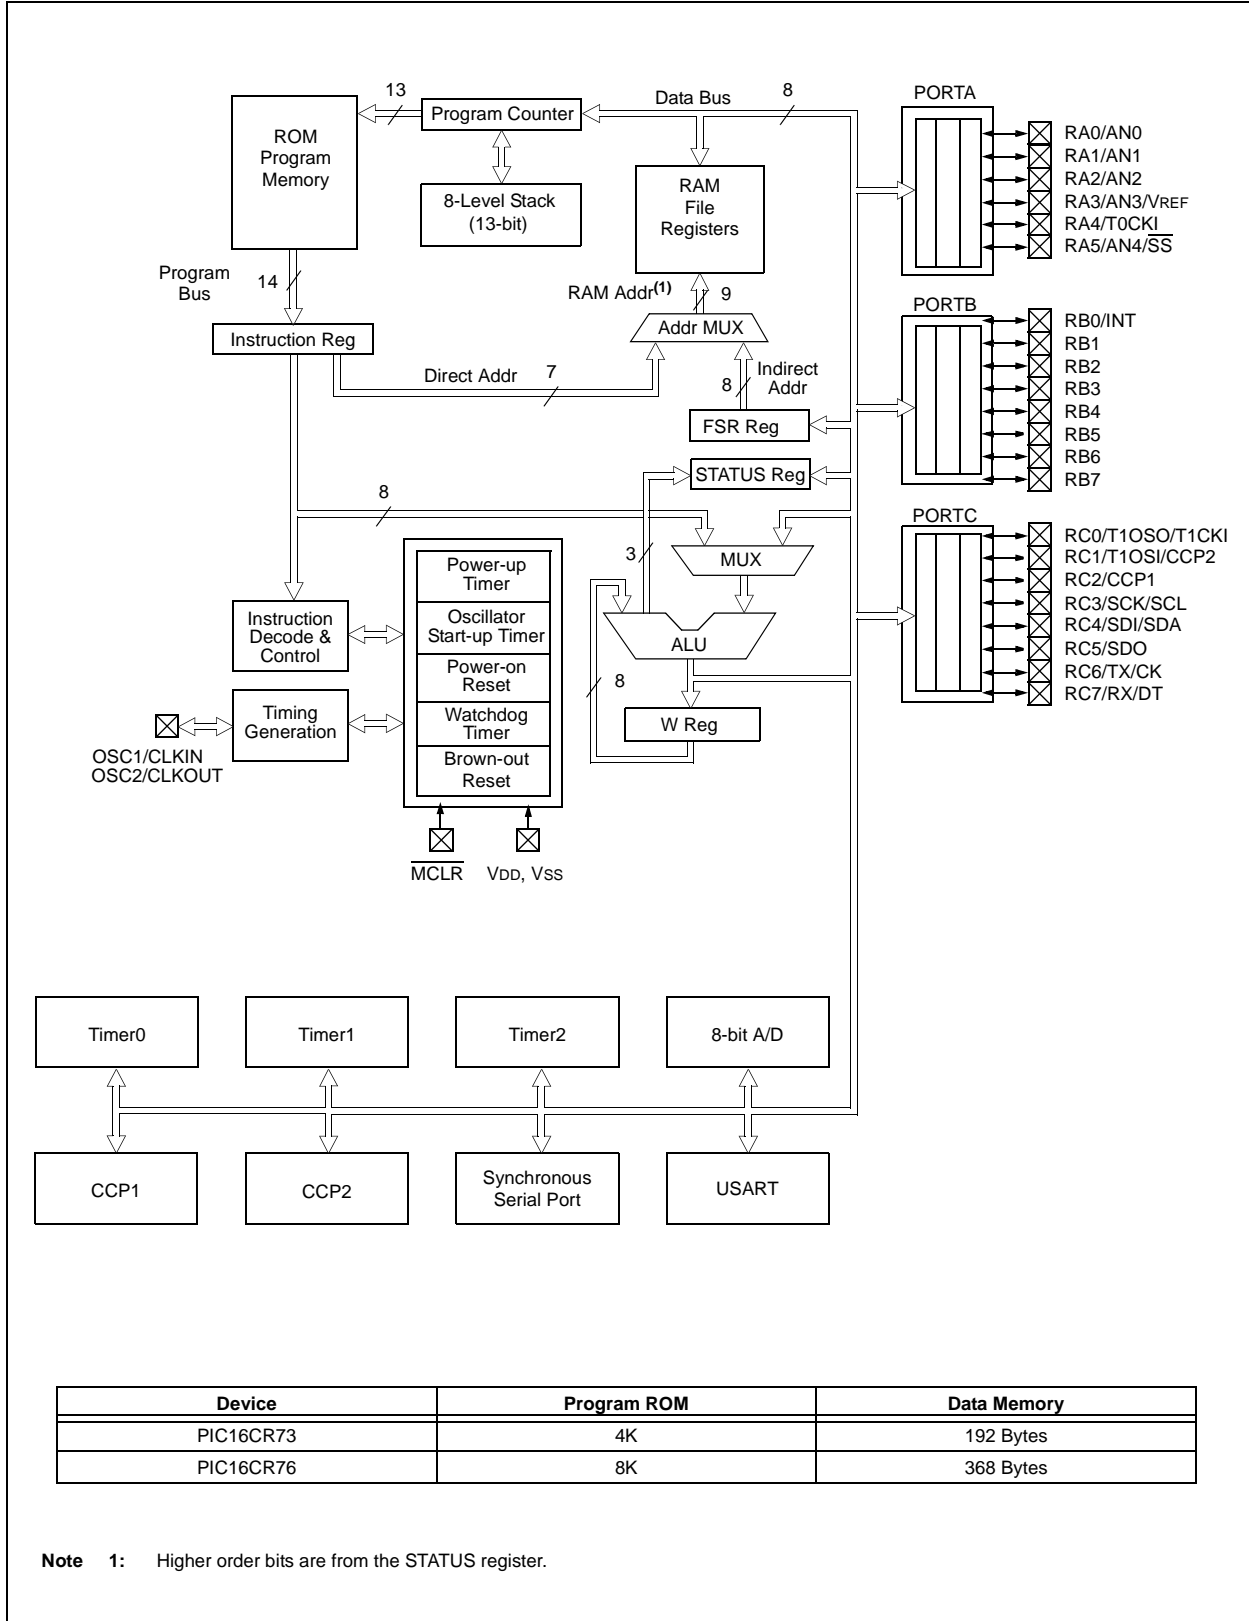 13
Data Bus
8
PORTA
ROM
Program
Memory
Program Counter
8-Level Stack
(13-bit)
RAM
File
Registers
RA0/AN0
RA1/AN1
RA2/AN2
RA3/AN3/VREF
RA4/T0CKI
RA5/AN4/SS
Program
Bus
14
RAM Addr(1)
9
PORTB
Instruction Reg
Addr MUX
Direct Addr
7
8
Indirect
Addr
FSR Reg
RB0/INT
RB1
RB2
RB3
RB4
RB5
RB6
RB7
STATUS Reg
8
3
MUX
PORTC
RC0/T1OSO/T1CKI
RC1/T1OSI/CCP2
RC2/CCP1
RC3/SCK/SCL
RC4/SDI/SDA
RC5/SDO
RC6/TX/CK
RC7/RX/DT
Power-up
Timer
Oscillator
Start-up Timer
Power-on
Reset
Watchdog
Timer
Brown-out
Reset
Instruction
Decode &
Control
ALU
8
W Reg
Timing
Generation
OSC1/CLKIN
OSC2/CLKOUT
MCLR
VDD, VSS
Timer0
Timer1
Timer2
8-bit A/D
CCP1
CCP2
Synchronous
Serial Port
USART
Device Program ROM Data Memory
PIC16CR73 4K 192 Bytes
PIC16CR76 8K 368 Bytes
Note 1: Higher order bits are from the STATUS register.